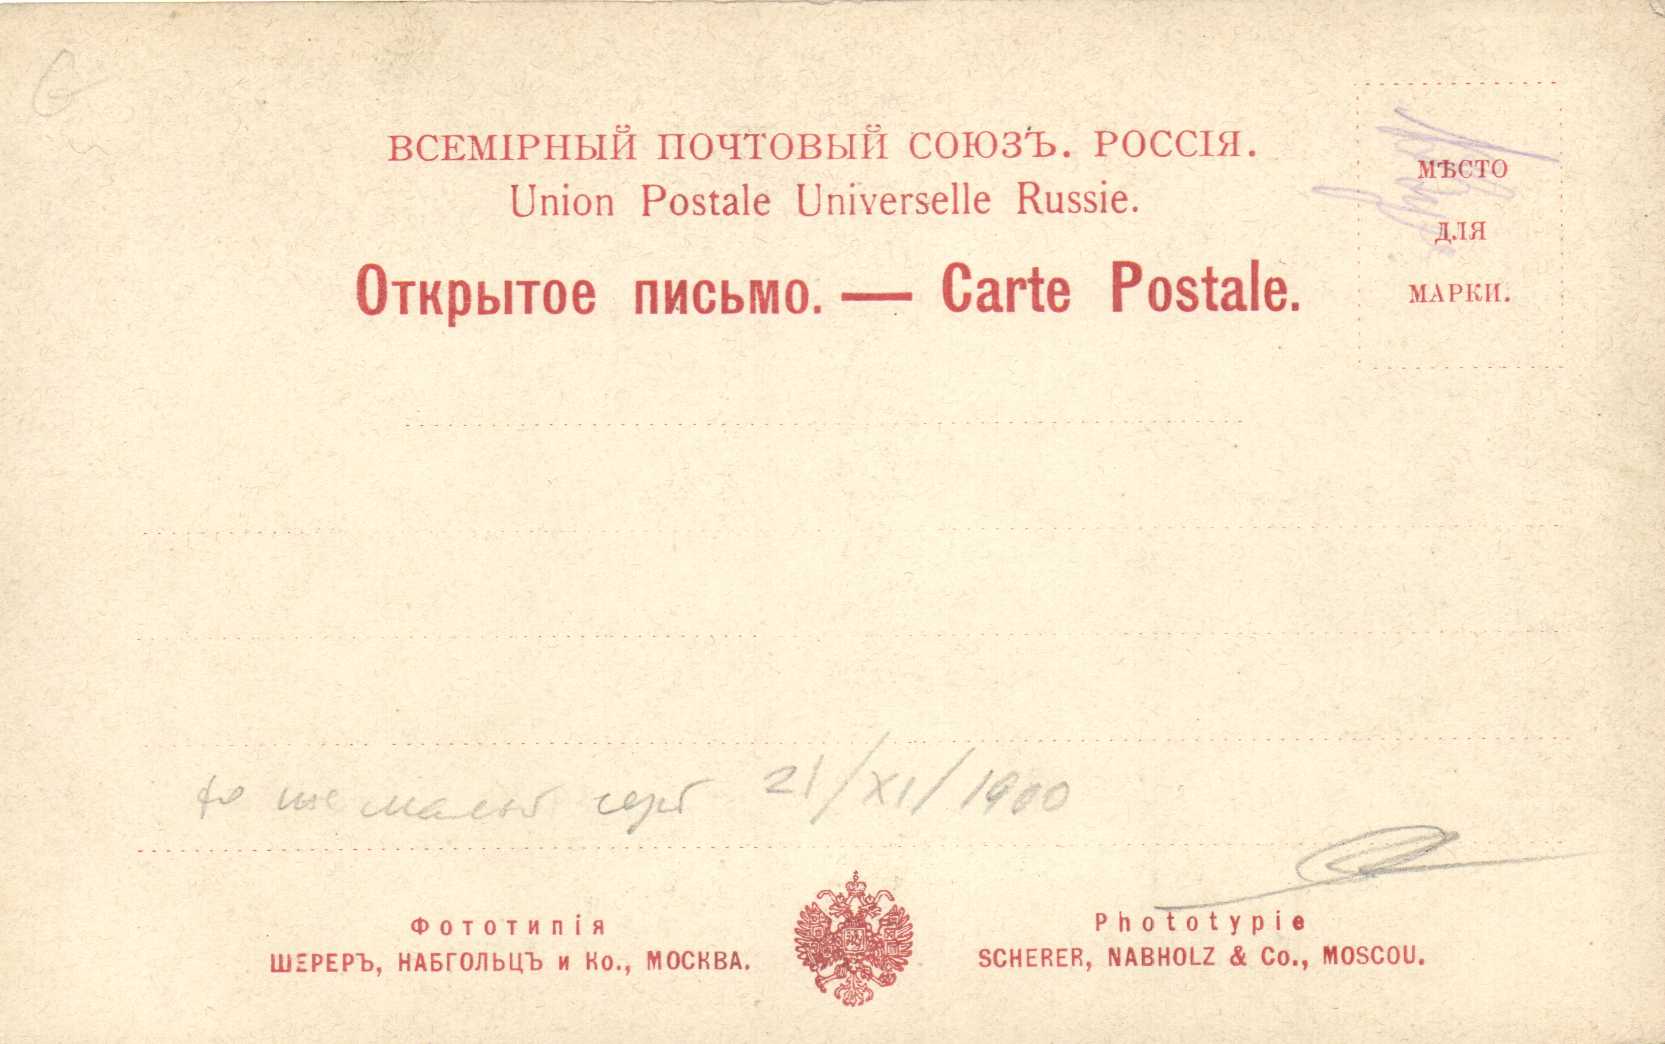 ВСЕМІРНЫЙ ПОЧТОВЫЙ СОЮЗЪ. РОССІЯ.
Union Postale Universelle Russie.
Открытое письмо. — Carte Postale.
МѢСТО
ДЛЯ
МАРКИ.
21/XI/1900
Фототипія
ШЕРЕРЪ, НАБГОЛЬЦЪ и Ко., МОСКВА.
Phototypie
SCHERER, NABHOLZ & Co., MOSCOU.